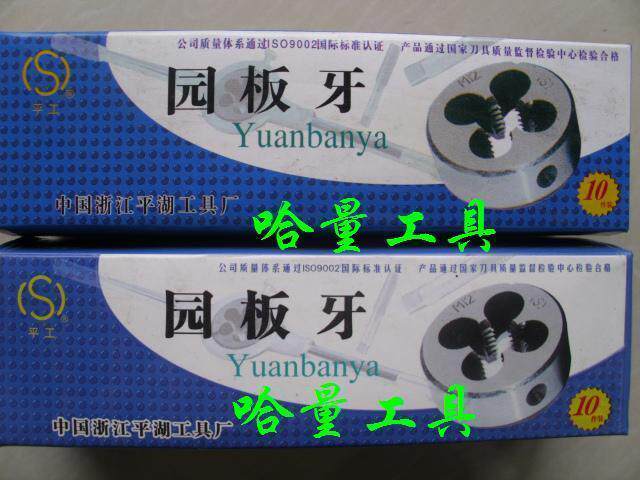 公司质量体系通过ISO9002国际标准认证 产品通过国家刀具质量监督检验中心检验合格
S
®
平工
园板牙
Yuanbanya
M12
中国浙江平湖工具厂
哈量工具
10
件装
公司质量体系通过ISO9002国际标准认证 产品通过国家刀具质量监督检验中心检验合格
S
®
平工
园板牙
Yuanbanya
M12
中国浙江平湖工具厂
哈量工具
10
件装